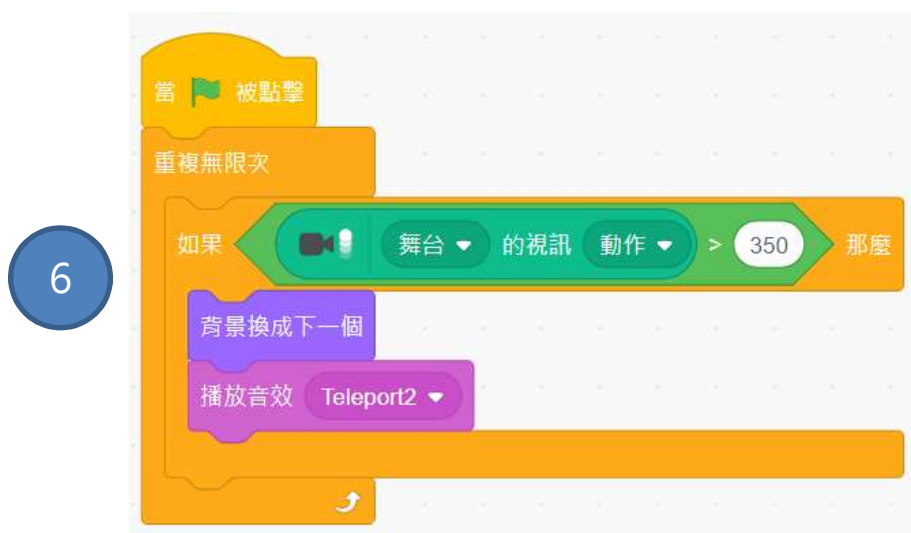 當 被點擊
重複無限次
6
如果 舞台 的視訊 動作 > 350 那麼
背景換成下一個
播放音效 Teleport2